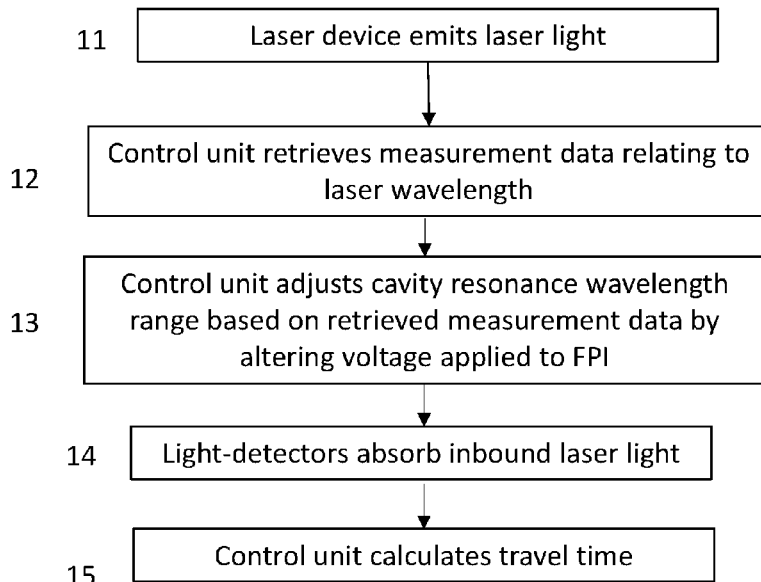 11
Laser device emits laser light
12
Control unit retrieves measurement data relating to
laser wavelength
13
Control unit adjusts cavity resonance wavelength
range based on retrieved measurement data by
altering voltage applied to FPI
14
Light-detectors absorb inbound laser light
15
Control unit calculates travel time